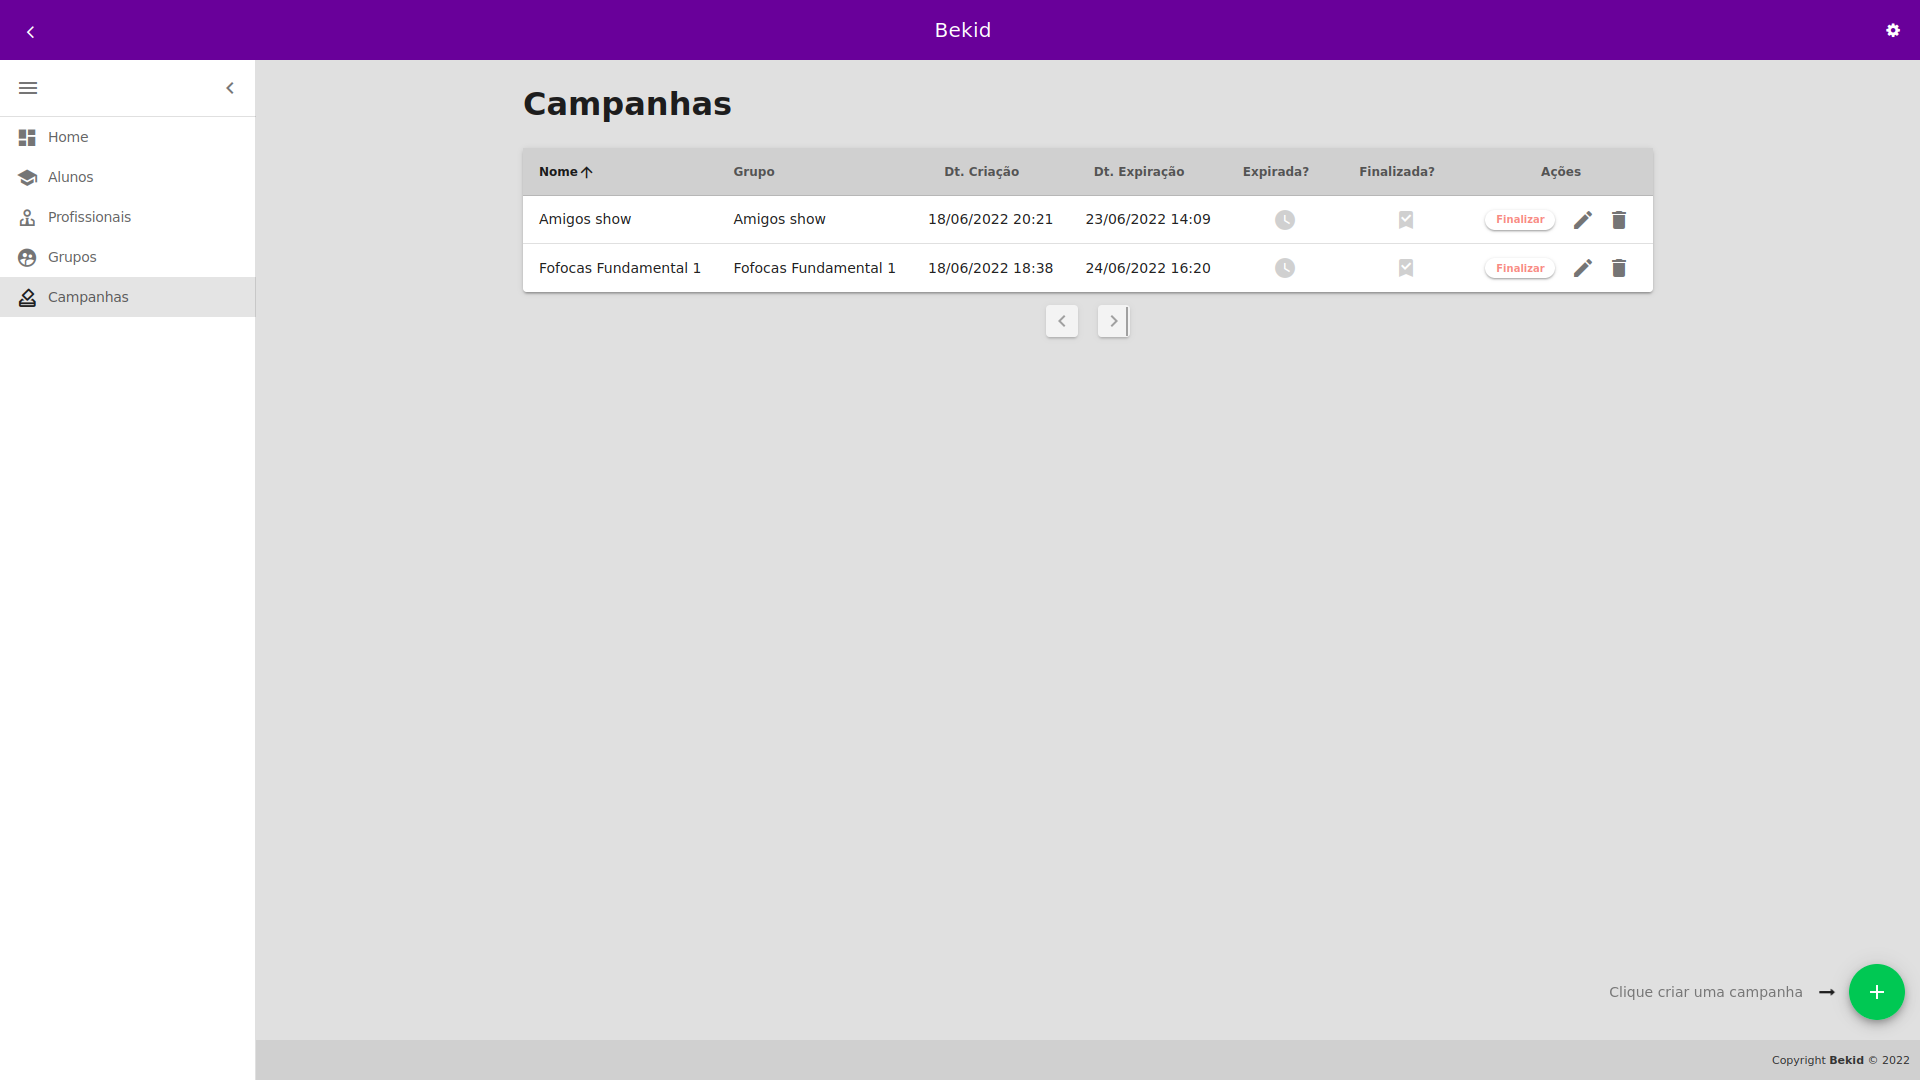 Bekid
Home
Alunos
Profissionais
Grupos
Campanhas
Campanhas
Nome Grupo Dt. Criação Dt. Expiração Expirada? Finalizada? Ações
Amigos show Amigos show 18/06/2022 20:21 23/06/2022 14:09 Finalizar
Fofocas Fundamental 1 Fofocas Fundamental 1 18/06/2022 18:38 24/06/2022 16:20 Finalizar
Clique criar uma campanha
Copyright Bekid © 2022